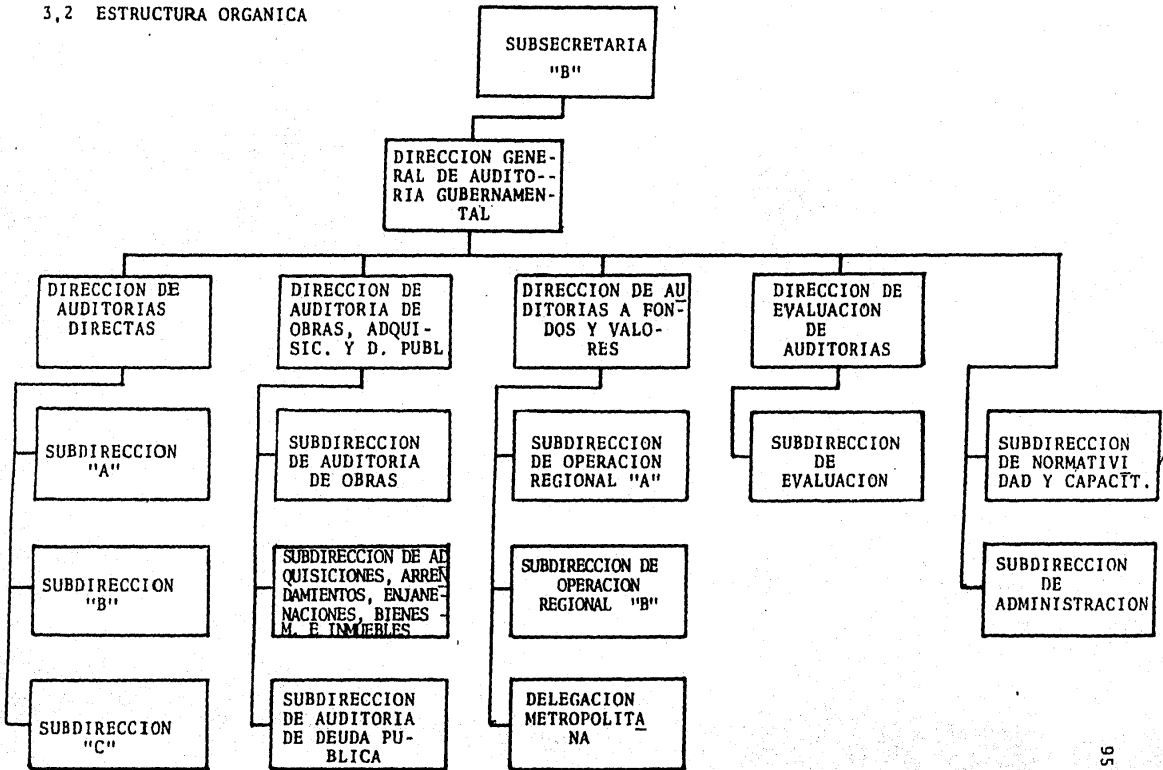 3,2 ESTRUCTURA ORGANICA
SUBSECRETARIA
"B"
DIRECCION GENE-
RAL DE AUDITO--
RIA GUBERNAMEN-
TAL
DIRECCION DE
AUDITORIAS
DIRECTAS
DIRECCION DE
AUDITORIA DE
OBRAS, ADQUI-
SIC. Y D. PUBL
DIRECCION DE AU
DITORIAS A FON-
DOS Y VALO-
RES
DIRECCION DE
EVALUACION
DE
AUDITORIAS
SUBDIRECCION
"A"
SUBDIRECCION
DE AUDITORIA
DE OBRAS
SUBDIRECCION
DE OPERACION
REGIONAL "A"
SUBDIRECCION
DE
EVALUACION
SUBDIRECCION
DE NORMATIVI
DAD Y CAPACIT.
SUBDIRECCION
"B"
SUBDIRECCION DE AD
QUISICIONES, ARREN
DAMIENTOS, ENJANE-
NACIONES, BIENES -
M. E INMUEBLES
SUBDIRECCION DE
OPERACION
REGIONAL "B"
SUBDIRECCION
DE
ADMINISTRACION
SUBDIRECCION
"C"
SUBDIRECCION
DE AUDITORIA
DE DEUDA PU-
BLICA
DELEGACION
METROPOLITA
NA
95